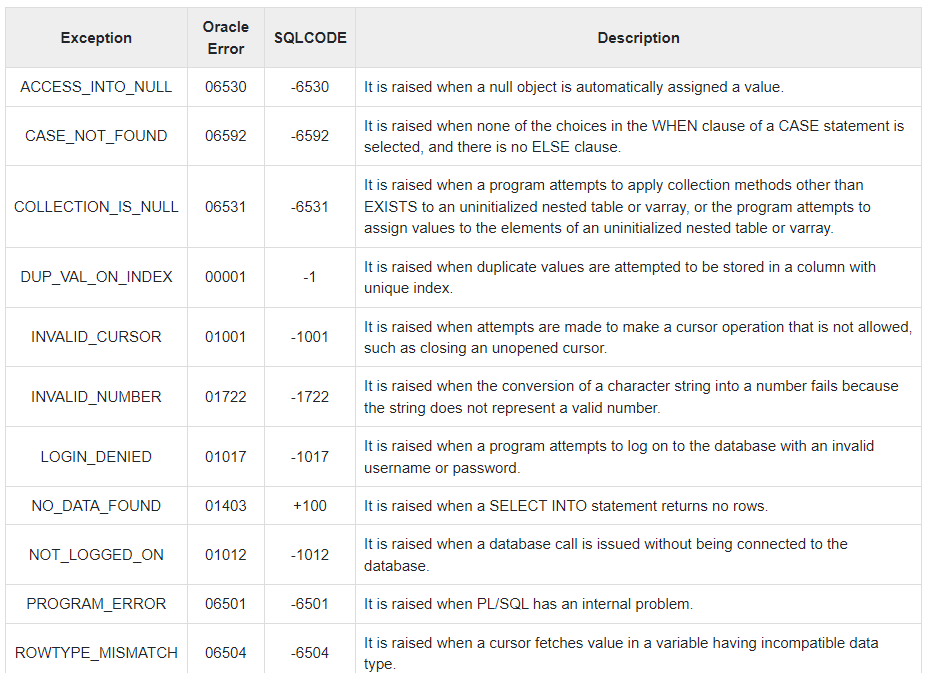 Exception Oracle Error SQLCODE Description
ACCESS_INTO_NULL 06530 -6530 It is raised when a null object is automatically assigned a value.
CASE_NOT_FOUND 06592 -6592 It is raised when none of the choices in the WHEN clause of a CASE statement is
selected, and there is no ELSE clause.
COLLECTION_IS_NULL 06531 -6531 It is raised when a program attempts to apply collection methods other than
EXISTS to an uninitialized nested table or varray, or the program attempts to
assign values to the elements of an uninitialized nested table or varray.
DUP_VAL_ON_INDEX 00001 -1 It is raised when duplicate values are attempted to be stored in a column with
unique index.
INVALID_CURSOR 01001 -1001 It is raised when attempts are made to make a cursor operation that is not allowed,
such as closing an unopened cursor.
INVALID_NUMBER 01722 -1722 It is raised when the conversion of a character string into a number fails because
the string does not represent a valid number.
LOGIN_DENIED 01017 -1017 It is raised when a program attempts to log on to the database with an invalid
username or password.
NO_DATA_FOUND 01403 +100 It is raised when a SELECT INTO statement returns no rows.
NOT_LOGGED_ON 01012 -1012 It is raised when a database call is issued without being connected to the
database.
PROGRAM_ERROR 06501 -6501 It is raised when PL/SQL has an internal problem.
ROWTYPE_MISMATCH 06504 -6504 It is raised when a cursor fetches value in a variable having incompatible data
type.